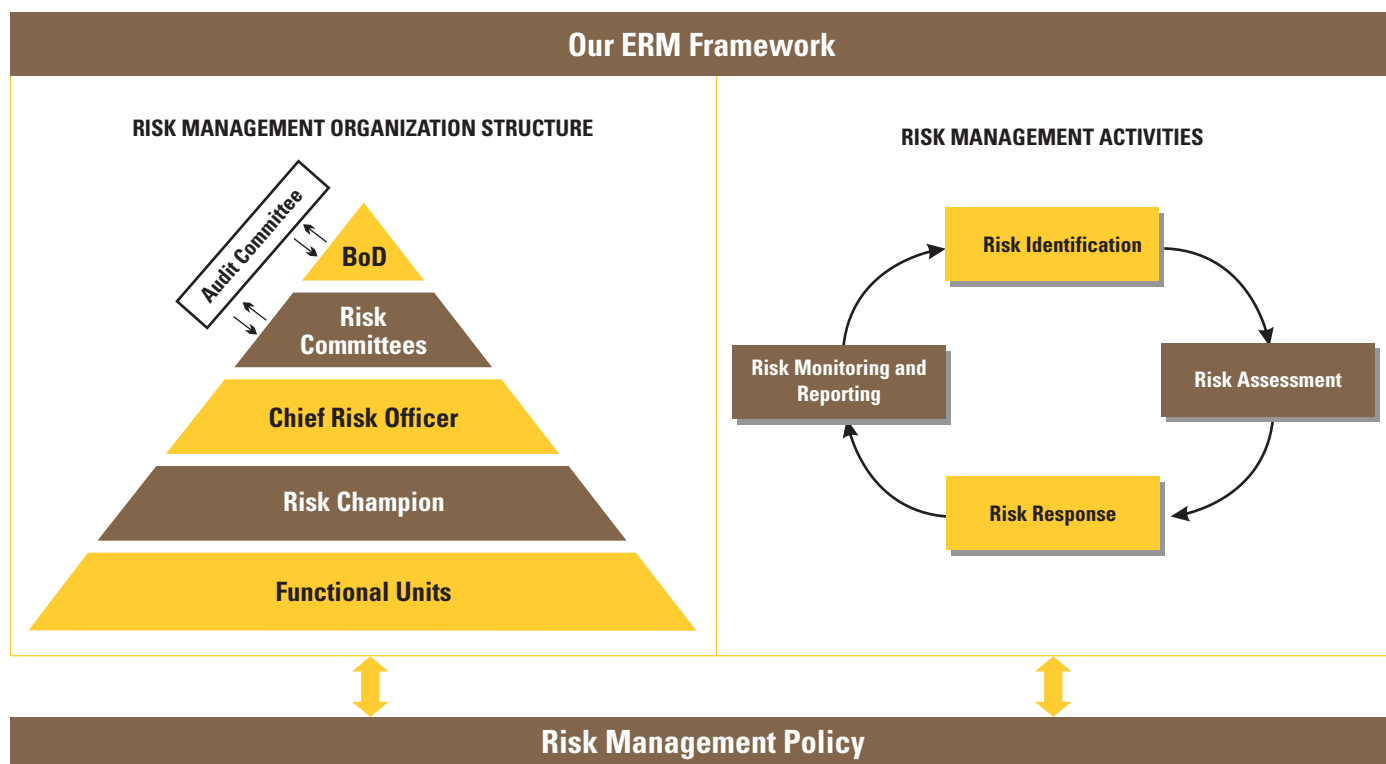 Our ERM Framework
RISK MANAGEMENT ORGANIZATION STRUCTURE
Audit Committee
BoD
Risk
Committees
Chief Risk Officer
Risk Champion
Functional Units
RISK MANAGEMENT ACTIVITIES
Risk Identification
Risk Assessment
Risk Response
Risk Monitoring and
Reporting
Risk Management Policy